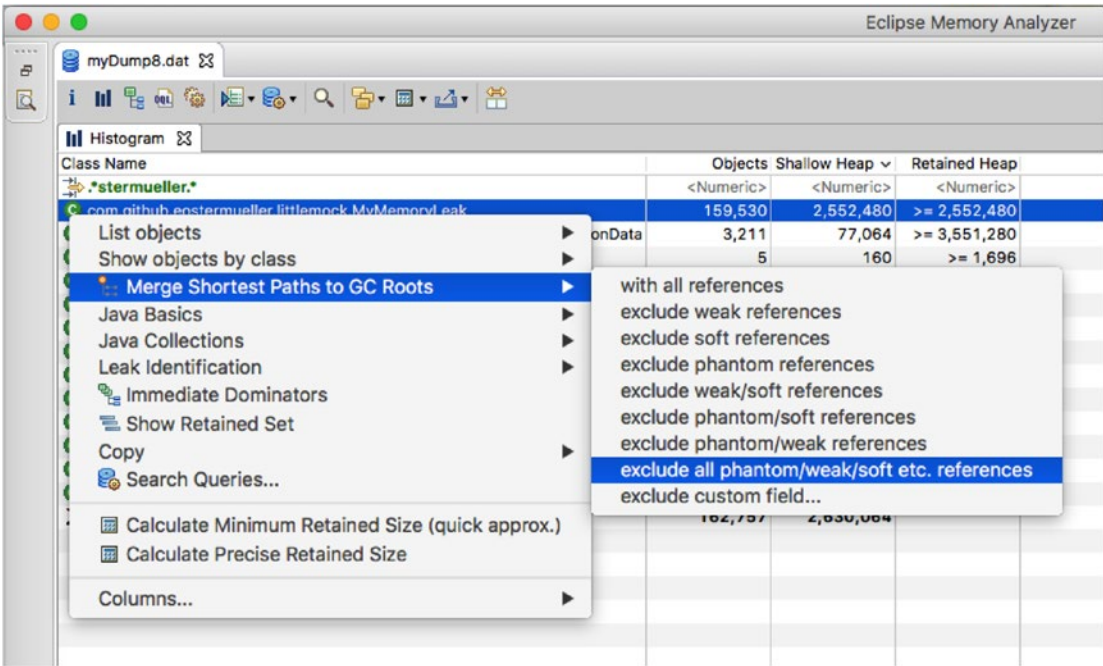 Eclipse Memory Analyzer
myDump8.dat
i OQL
Histogram
Class Name Objects Shallow Heap Retained Heap
.*stermueller.* <Numeric> <Numeric> <Numeric>
com.github.eostermueller.littlemock.MyMemoryLeak 159,530 2,552,480 >= 2,552,480
List objects onData 3,211 77,064 >= 3,551,280
Show objects by class 5 160 >= 1,696
Merge Shortest Paths to GC Roots with all references
Java Basics exclude weak references
Java Collections exclude soft references
Leak Identification exclude phantom references
Immediate Dominators exclude weak/soft references
Show Retained Set exclude phantom/soft references
Copy exclude phantom/weak references
Search Queries... exclude all phantom/weak/soft etc. references
exclude custom field...
162,757 2,630,064
Calculate Minimum Retained Size (quick approx.)
Calculate Precise Retained Size
Columns...